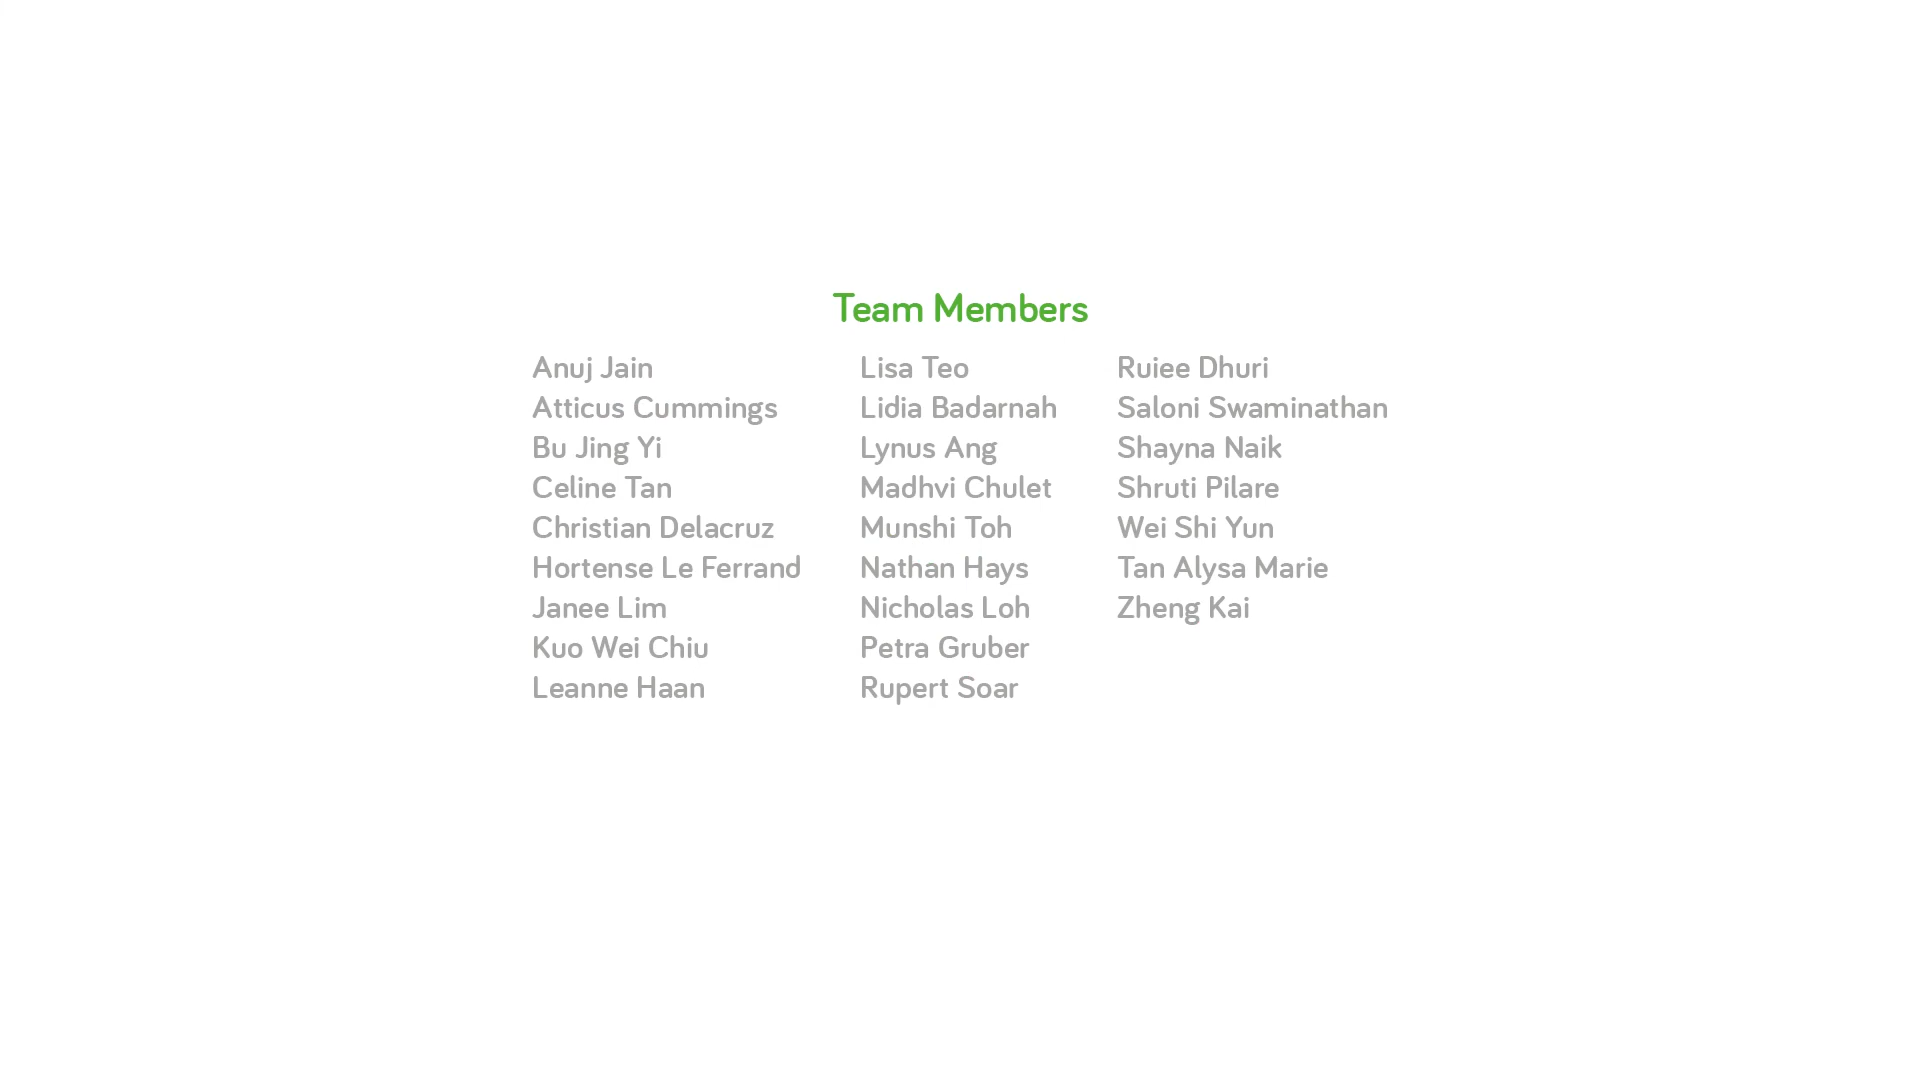 Team Members
Anuj Jain
Atticus Cummings
Bu Jing Yi
Celine Tan
Christian Delacruz
Hortense Le Ferrand
Janee Lim
Kuo Wei Chiu
Leanne Haan
Lisa Teo
Lidia Badarnah
Lynus Ang
Madhvi Chulet
Munshi Toh
Nathan Hays
Nicholas Loh
Petra Gruber
Rupert Soar
Ruiee Dhuri
Saloni Swaminathan
Shayna Naik
Shruti Pilare
Wei Shi Yun
Tan Alysa Marie
Zheng Kai